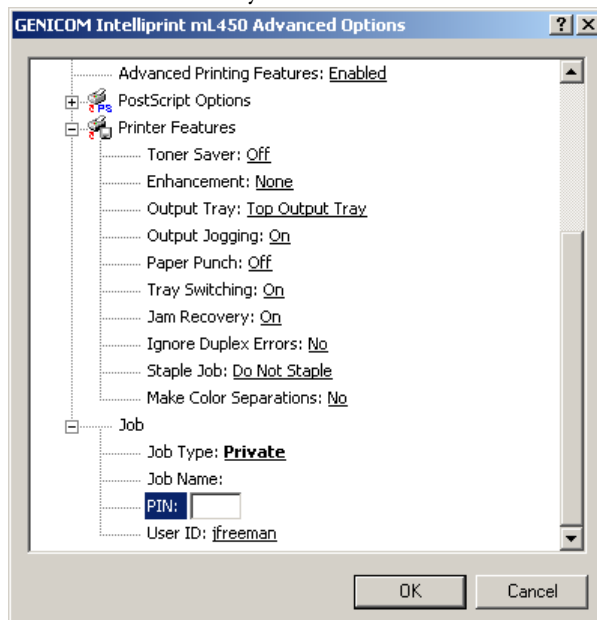 GENICOM Intelliprint mL450 Advanced Options
Advanced Printing Features: Enabled
PostScript Options
Printer Features
Toner Saver: Off
Enhancement: None
Output Tray: Top Output Tray
Output Jogging: On
Paper Punch: Off
Tray Switching: On
Jam Recovery: On
Ignore Duplex Errors: No
Staple Job: Do Not Staple
Make Color Separations: No
Job
Job Type: Private
Job Name:
PIN:
User ID: jfreeman
OK Cancel